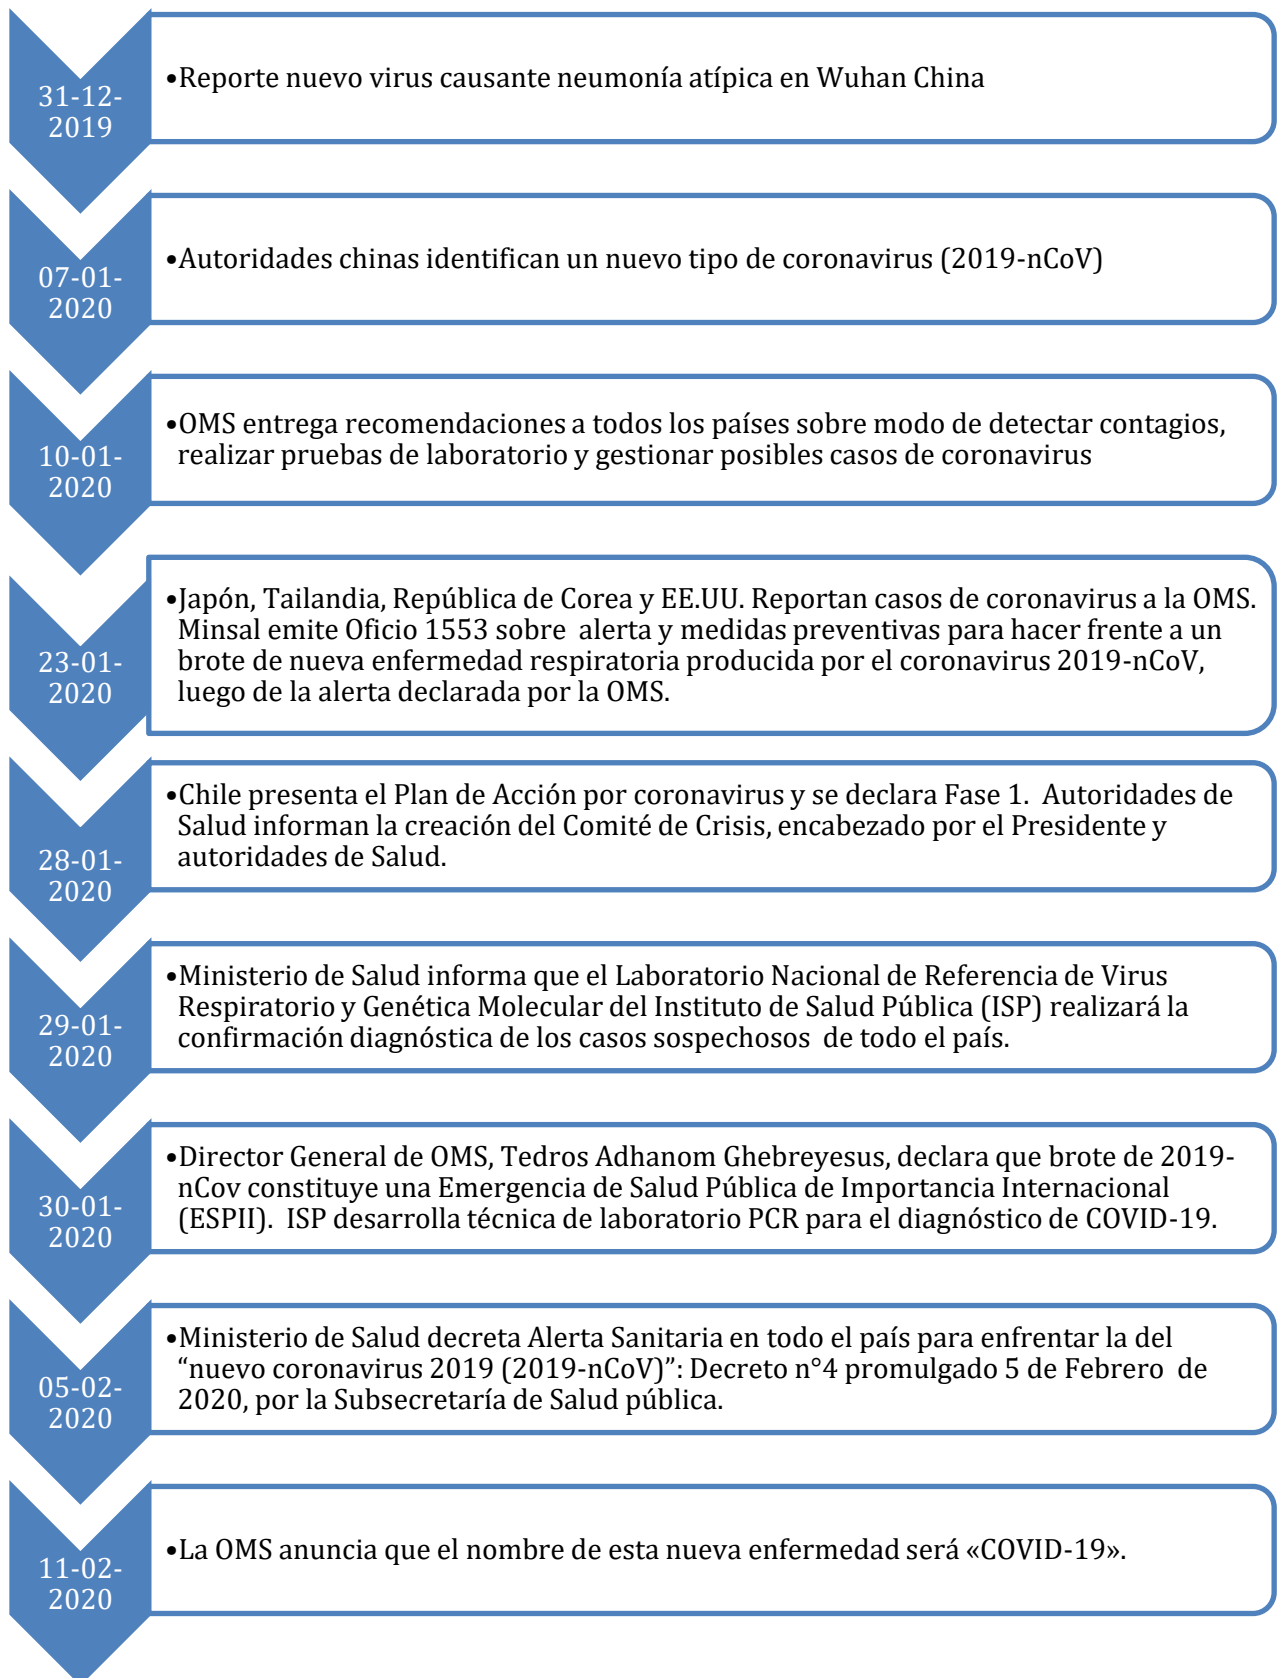 31-12-
2019
•Reporte nuevo virus causante neumonía atípica en Wuhan China
07-01-
2020
•Autoridades chinas identifican un nuevo tipo de coronavirus (2019-nCoV)
10-01-
2020
•OMS entrega recomendaciones a todos los países sobre modo de detectar contagios,
realizar pruebas de laboratorio y gestionar posibles casos de coronavirus
23-01-
2020
•Japón, Tailandia, República de Corea y EE.UU. Reportan casos de coronavirus a la OMS.
Minsal emite Oficio 1553 sobre  alerta y medidas preventivas para hacer frente a un
brote de nueva enfermedad respiratoria producida por el coronavirus 2019-nCoV,
luego de la alerta declarada por la OMS.
28-01-
2020
•Chile presenta el Plan de Acción por coronavirus y se declara Fase 1.  Autoridades de
Salud informan la creación del Comité de Crisis, encabezado por el Presidente y
autoridades de Salud.
29-01-
2020
•Ministerio de Salud informa que el Laboratorio Nacional de Referencia de Virus
Respiratorio y Genética Molecular del Instituto de Salud Pública (ISP) realizará la
confirmación diagnóstica de los casos sospechosos  de todo el país.
30-01-
2020
•Director General de OMS, Tedros Adhanom Ghebreyesus, declara que brote de 2019-
nCov constituye una Emergencia de Salud Pública de Importancia Internacional
(ESPII).  ISP desarrolla técnica de laboratorio PCR para el diagnóstico de COVID-19.
05-02-
2020
•Ministerio de Salud decreta Alerta Sanitaria en todo el país para enfrentar la del
“nuevo coronavirus 2019 (2019-nCoV)”: Decreto n°4 promulgado 5 de Febrero  de
2020, por la Subsecretaría de Salud pública.
11-02-
2020
•La OMS anuncia que el nombre de esta nueva enfermedad será «COVID-19».